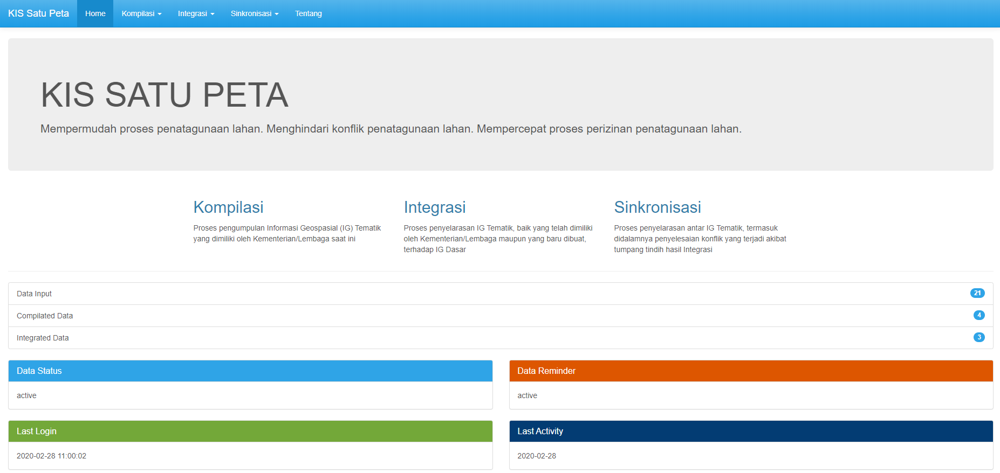 KIS Satu Peta Home Kompilasi Integrasi Sinkronisasi Tentang
KIS SATU PETA
Mempermudah proses penatagunaan lahan. Menghindari konflik penatagunaan lahan. Mempercepat proses perizinan penatagunaan lahan.
Kompilasi
Proses pengumpulan Informasi Geospasial (IG) Tematik
yang dimiliki oleh Kementerian/Lembaga saat ini
Integrasi
Proses penyelarasan IG Tematik, baik yang telah dimiliki
oleh Kementerian/Lembaga maupun yang baru dibuat,
terhadap IG Dasar
Sinkronisasi
Proses penyelarasan antar IG Tematik, termasuk
didalamnya penyelesaian konflik yang terjadi akibat
tumpang tindih hasil Integrasi
Data Input 21
Compilated Data 4
Integrated Data 3
Data Status
active
Data Reminder
active
Last Login
2020-02-28 11:00:02
Last Activity
2020-02-28